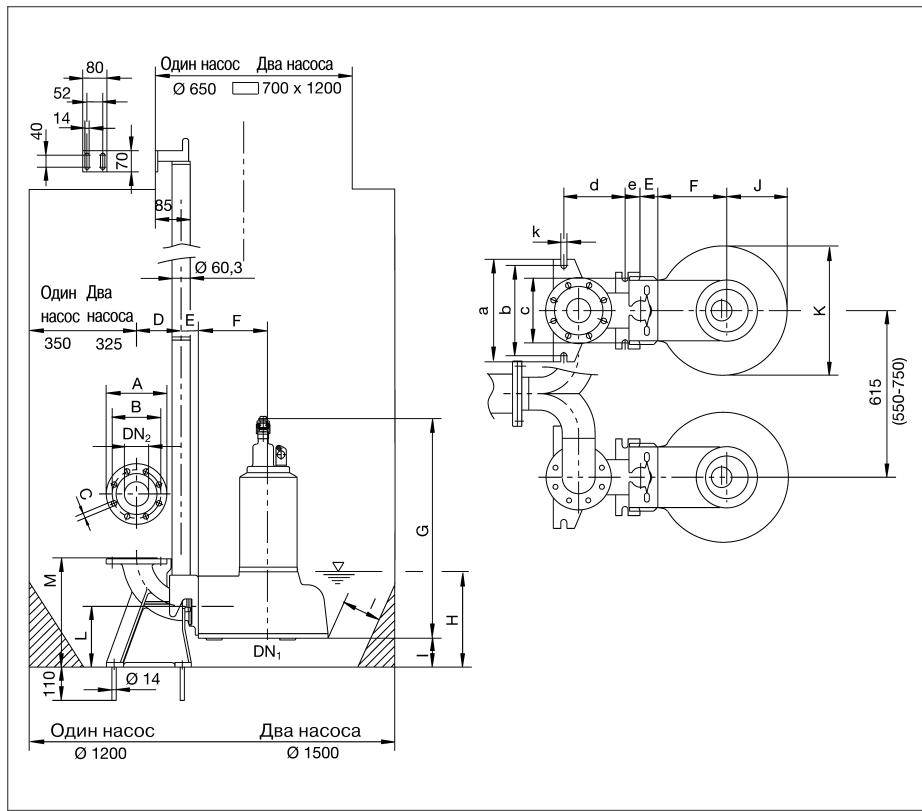 Один насос Два насоса
Ø 650 700 x 1200
80
52
14
40
70
85
Ø 60,3
Один Два
насос насоса
350 325
D E F
A
B
DN₂
C
G
M
L
H
I
I
DN₁
110
Ø 14
Один насос Два насоса
Ø 1200 Ø 1500
d e E F J
k
a
b
c
K
615
(550-750)